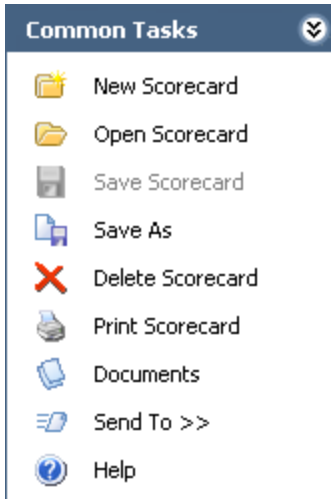 Common Tasks
New Scorecard
Open Scorecard
Save Scorecard
Save As
Delete Scorecard
Print Scorecard
Documents
Send To >>
Help